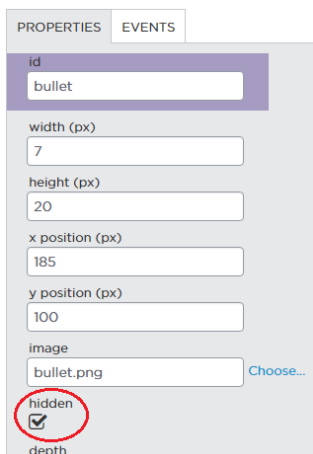 PROPERTIES EVENTS
id
bullet
width (px)
7
height (px)
20
x position (px)
185
y position (px)
100
image
bullet.png Choose...
hidden
depth